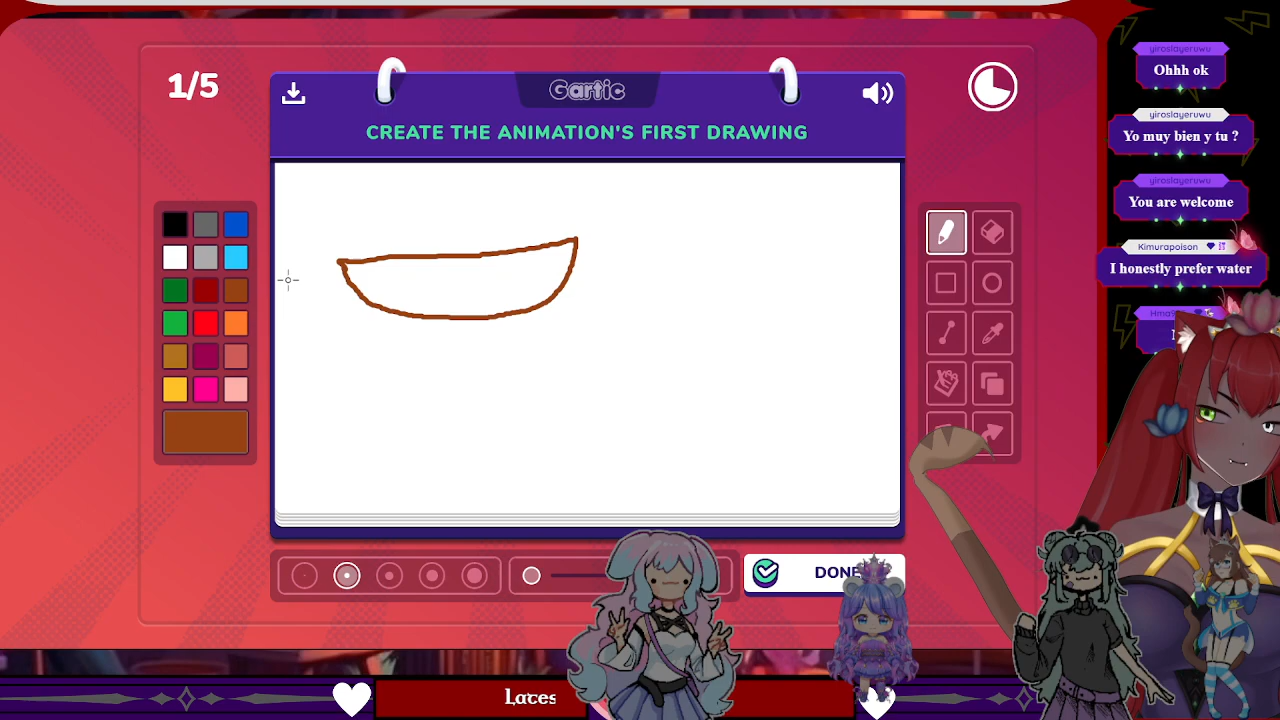 1/5
Gartic
CREATE THE ANIMATION'S FIRST DRAWING
DONE
Laces
yiroslayeruwu
Ohhh ok
yiroslayeruwu
Yo muy bien y tu ?
yiroslayeruwu
You are welcome
Kimurapoison
I honestly prefer water